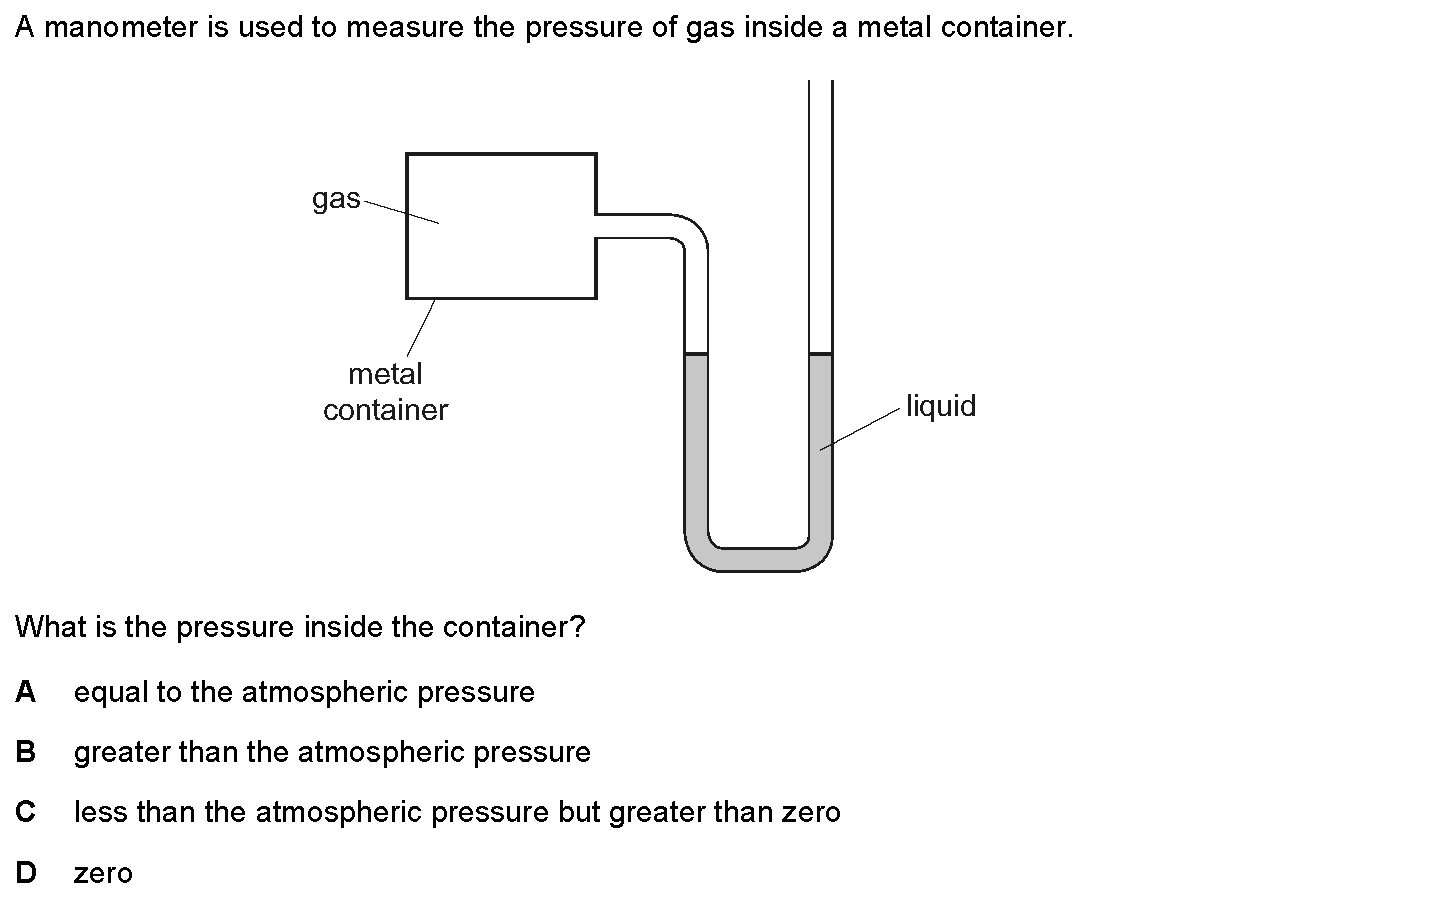 A manometer is used to measure the pressure of gas inside a metal container.
gas
metal
container
liquid
What is the pressure inside the container?
A equal to the atmospheric pressure
B greater than the atmospheric pressure
C less than the atmospheric pressure but greater than zero
D zero